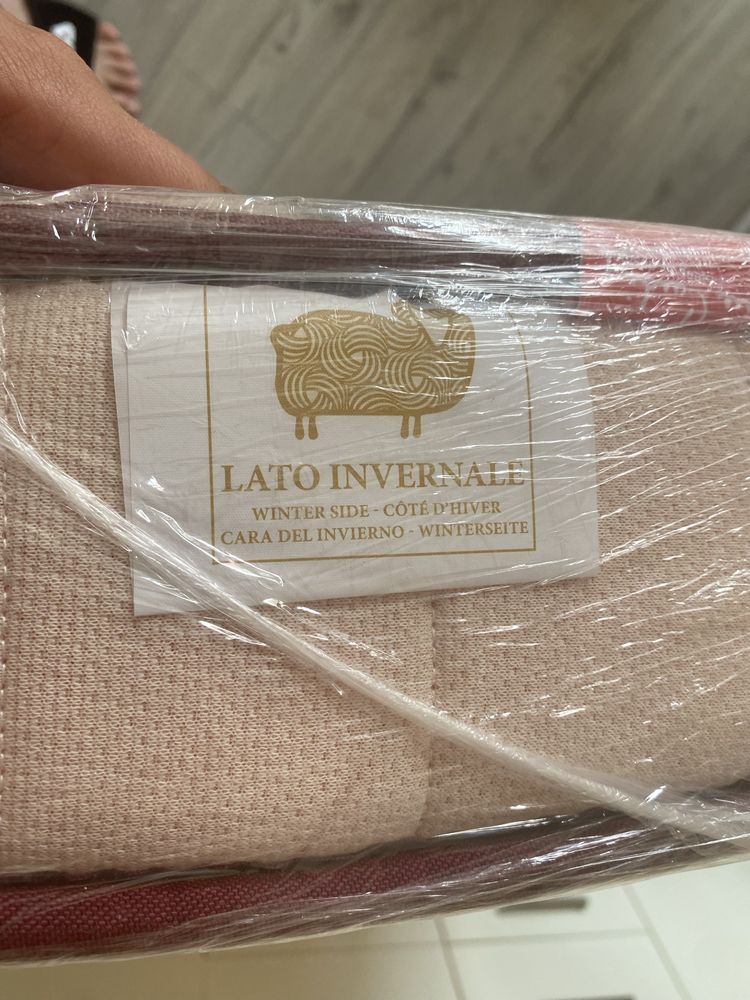 LATO INVERNALE
WINTER SIDE - CÔTÉ D'HIVER
CARA DEL INVIERNO - WINTERSEITE